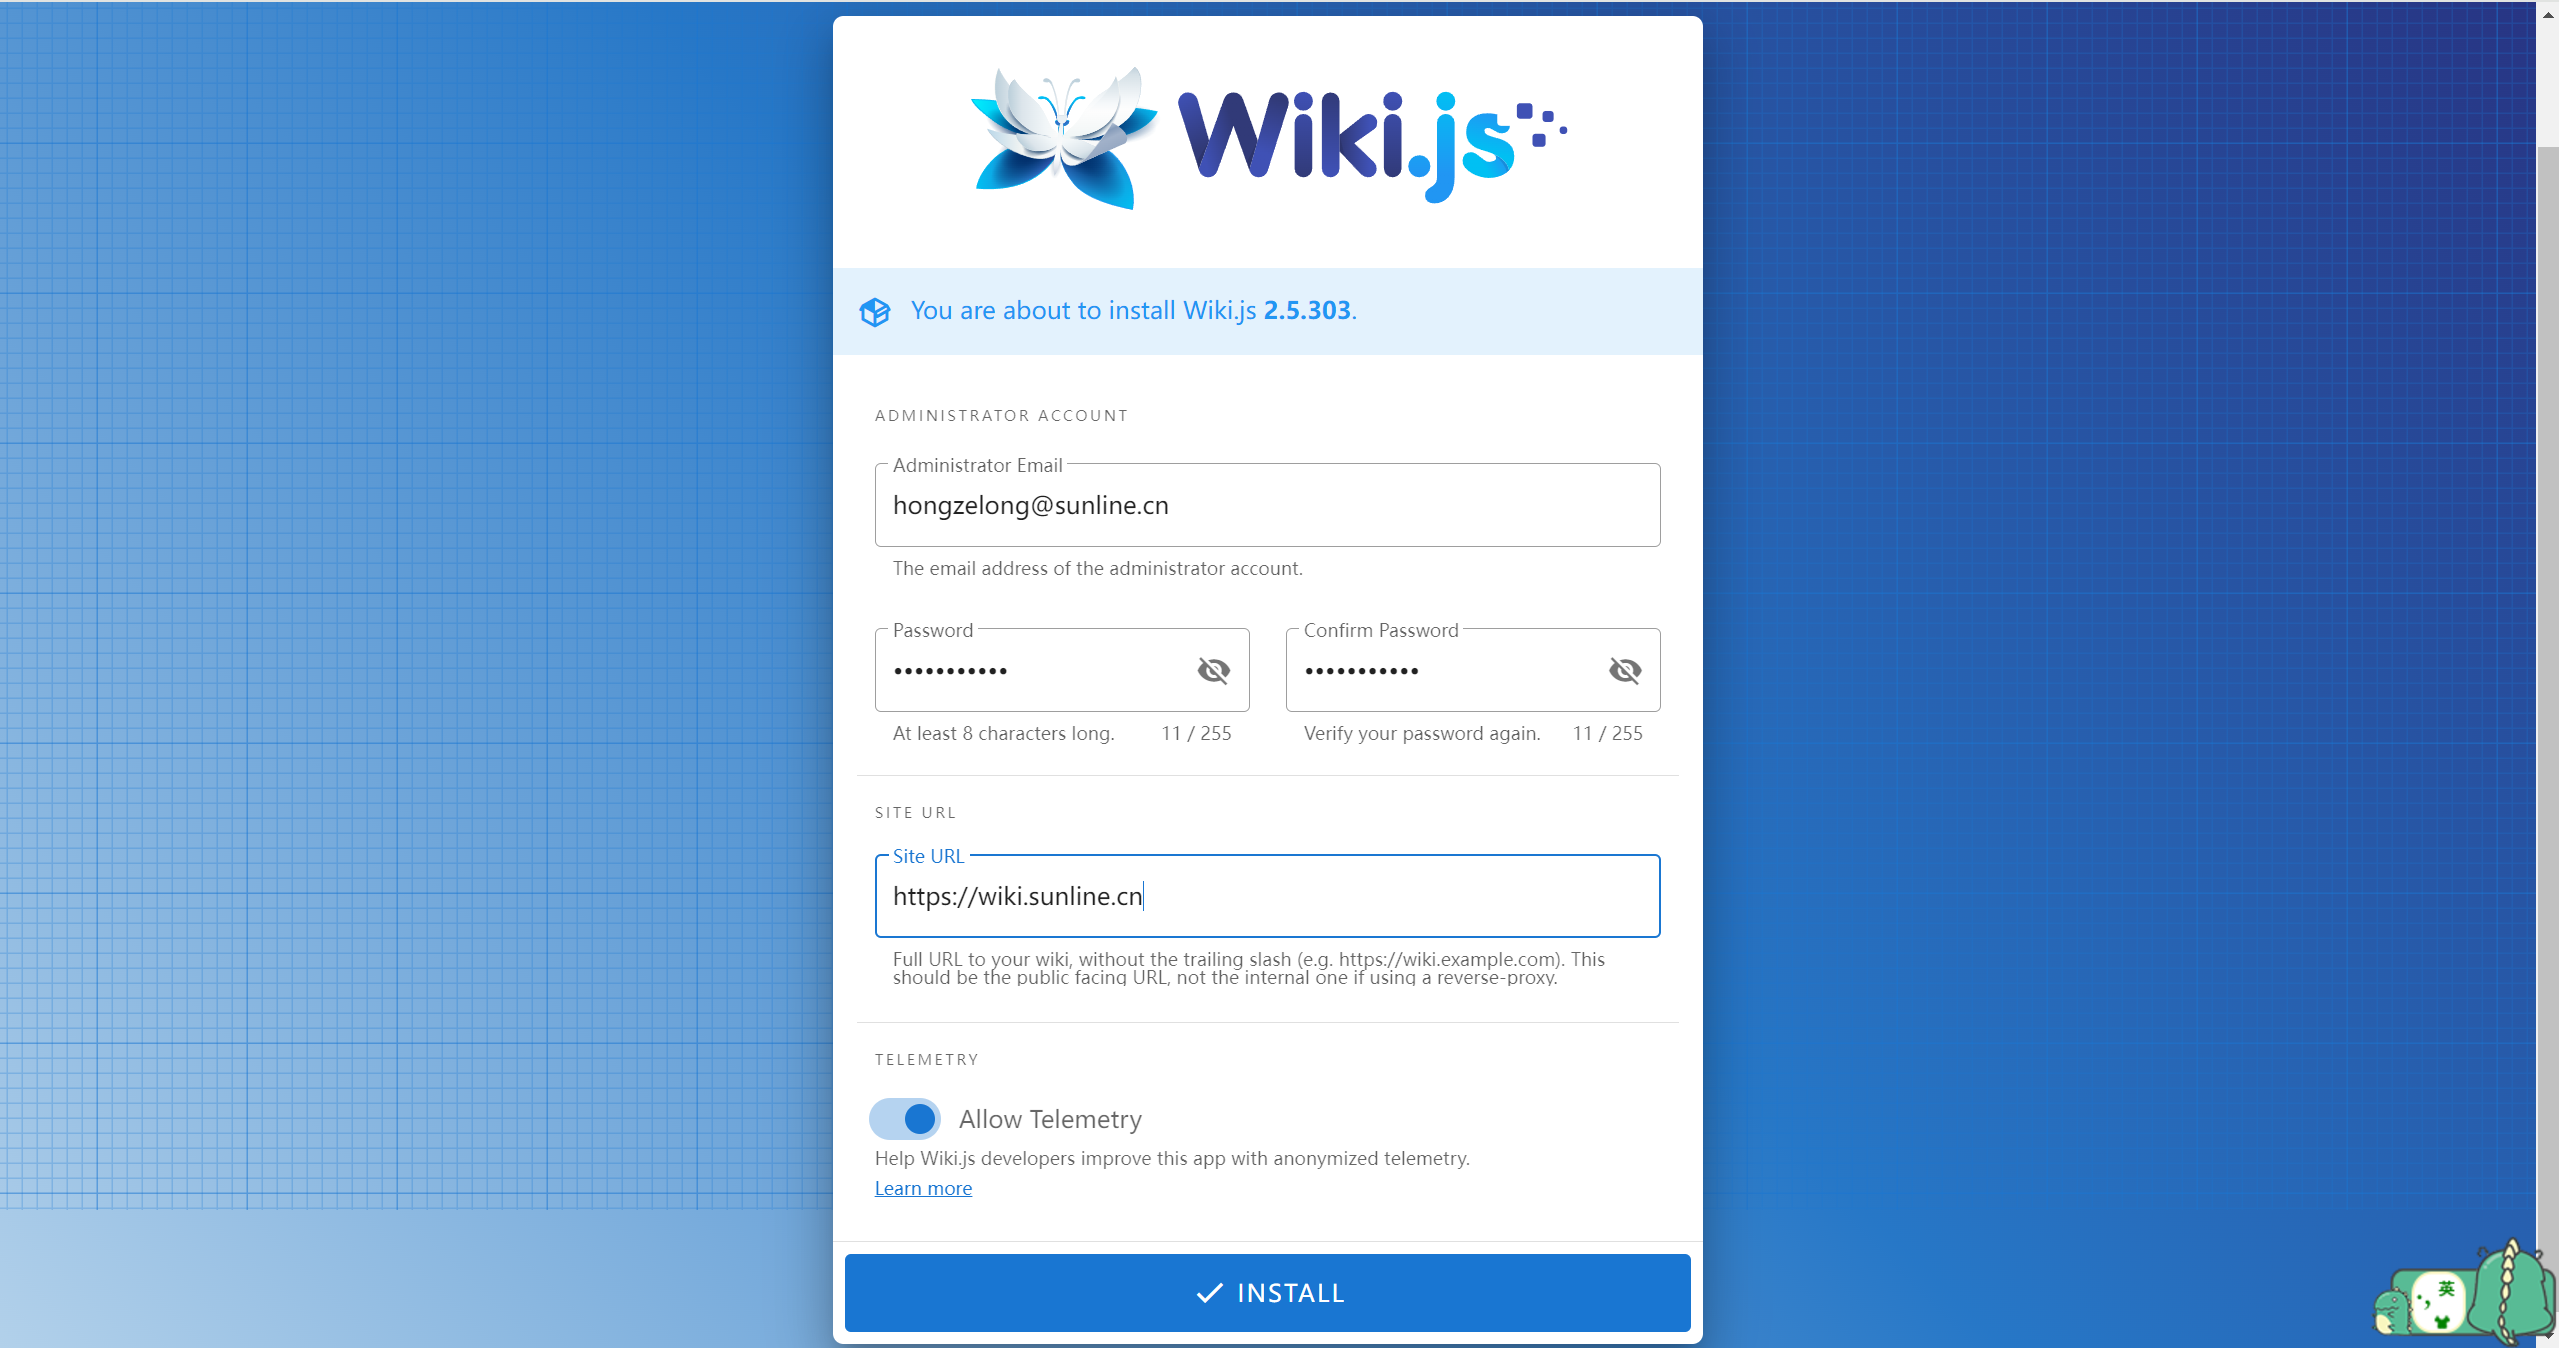 Wiki.js
You are about to install Wiki.js 2.5.303.
ADMINISTRATOR ACCOUNT
Administrator Email
hongzelong@sunline.cn
The email address of the administrator account.
Password
•••••••••••
At least 8 characters long.
11 / 255
Confirm Password
•••••••••••
Verify your password again.
11 / 255
SITE URL
Site URL
https://wiki.sunline.cn
Full URL to your wiki, without the trailing slash (e.g. https://wiki.example.com). This
should be the public facing URL, not the internal one if using a reverse-proxy.
TELEMETRY
Allow Telemetry
Help Wiki.js developers improve this app with anonymized telemetry.
Learn more
INSTALL
英